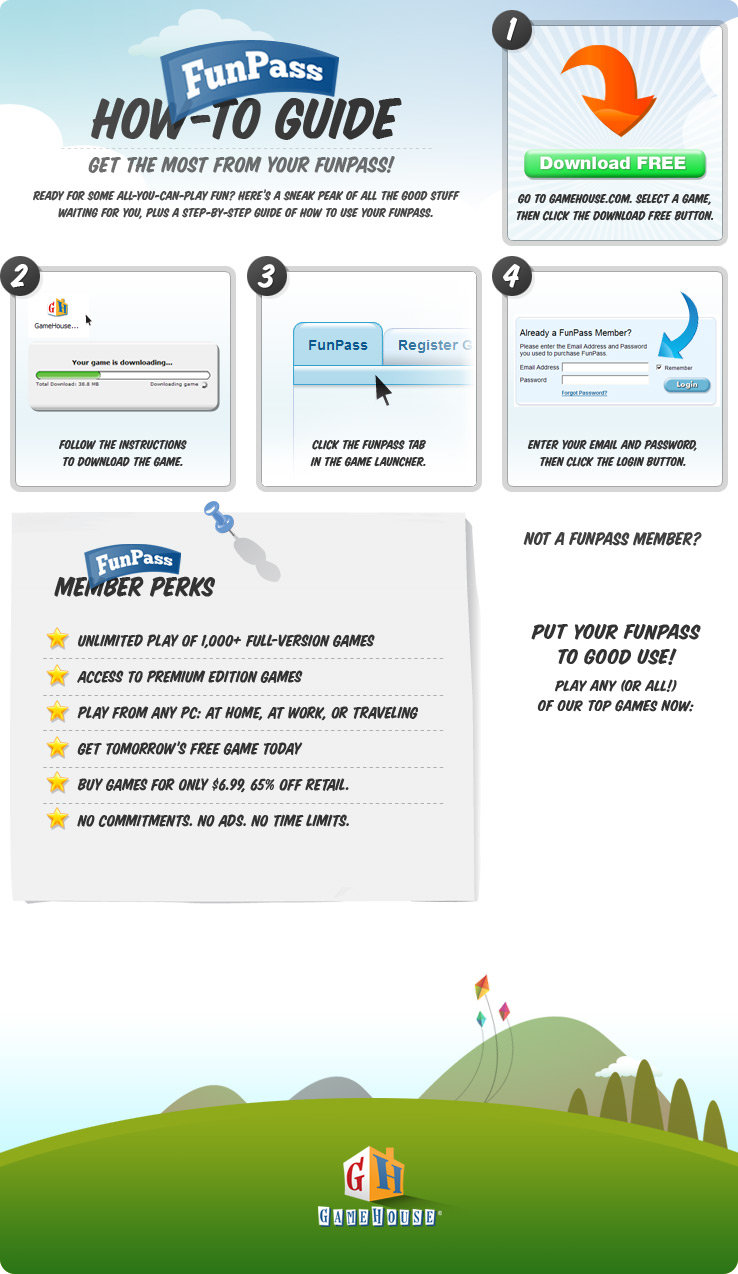 FunPass
HOW-TO GUIDE
GET THE MOST FROM YOUR FUNPASS!
READY FOR SOME ALL-YOU-CAN-PLAY FUN? HERE'S A SNEAK PEAK OF ALL THE GOOD STUFF
WAITING FOR YOU, PLUS A STEP-BY-STEP GUIDE OF HOW TO USE YOUR FUNPASS.
1
Download FREE
GO TO GAMEHOUSE.COM. SELECT A GAME,
THEN CLICK THE DOWNLOAD FREE BUTTON.
2
GH
GameHouse...
Your game is downloading...
Total Download: 38.8 MB Downloading game
FOLLOW THE INSTRUCTIONS
TO DOWNLOAD THE GAME.
3
FunPass Register G
CLICK THE FUNPASS TAB
IN THE GAME LAUNCHER.
4
Already a FunPass Member?
Please enter the Email Address and Password
you used to purchase FunPass
Email Address Remember
Password Login
Forgot Password?
ENTER YOUR EMAIL AND PASSWORD,
THEN CLICK THE LOGIN BUTTON.
FunPass
MEMBER PERKS
UNLIMITED PLAY OF 1,000+ FULL-VERSION GAMES
ACCESS TO PREMIUM EDITION GAMES
PLAY FROM ANY PC: AT HOME, AT WORK, OR TRAVELING
GET TOMORROW'S FREE GAME TODAY
BUY GAMES FOR ONLY $6.99, 65% OFF RETAIL.
NO COMMITMENTS. NO ADS. NO TIME LIMITS.
NOT A FUNPASS MEMBER?
PUT YOUR FUNPASS
TO GOOD USE!
PLAY ANY (OR ALL!)
OF OUR TOP GAMES NOW:
GH
GAMEHOUSE®